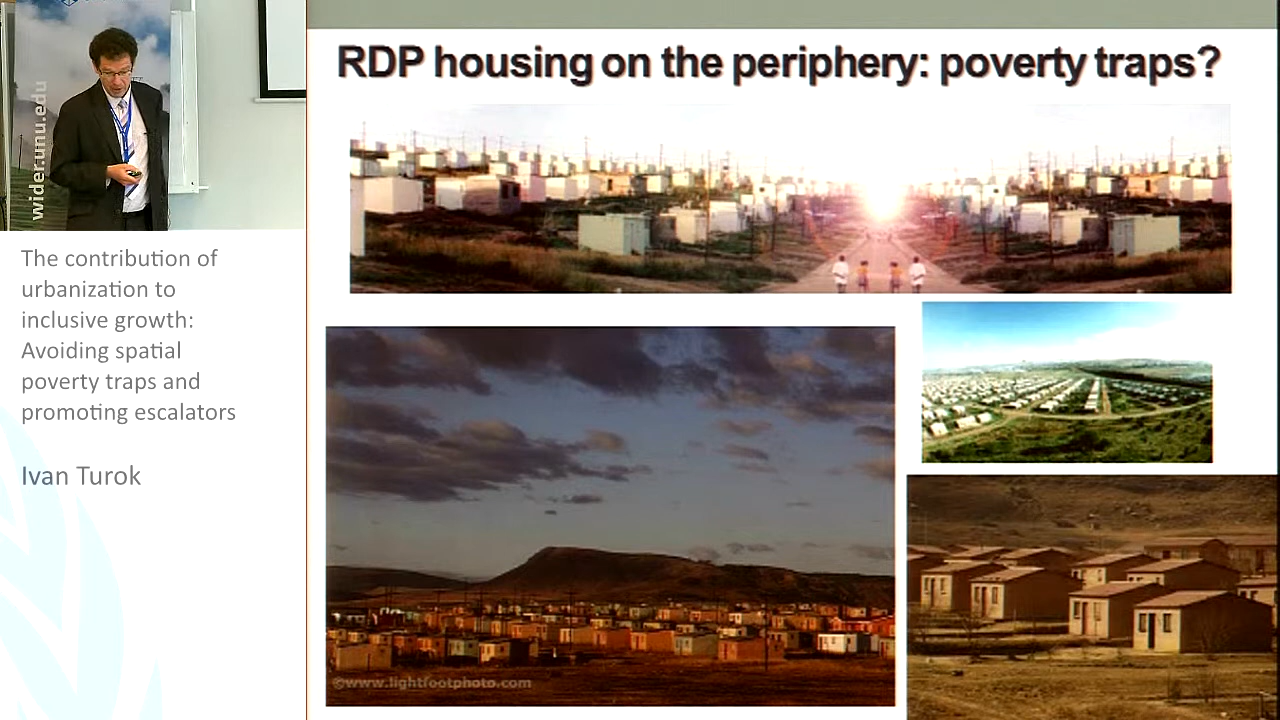 RDP housing on the periphery: poverty traps?
wider.unu.edu
The contribution of
urbanization to
inclusive growth:
Avoiding spatial
poverty traps and
promoting escalators
Ivan Turok
©www.lightfootphoto.com